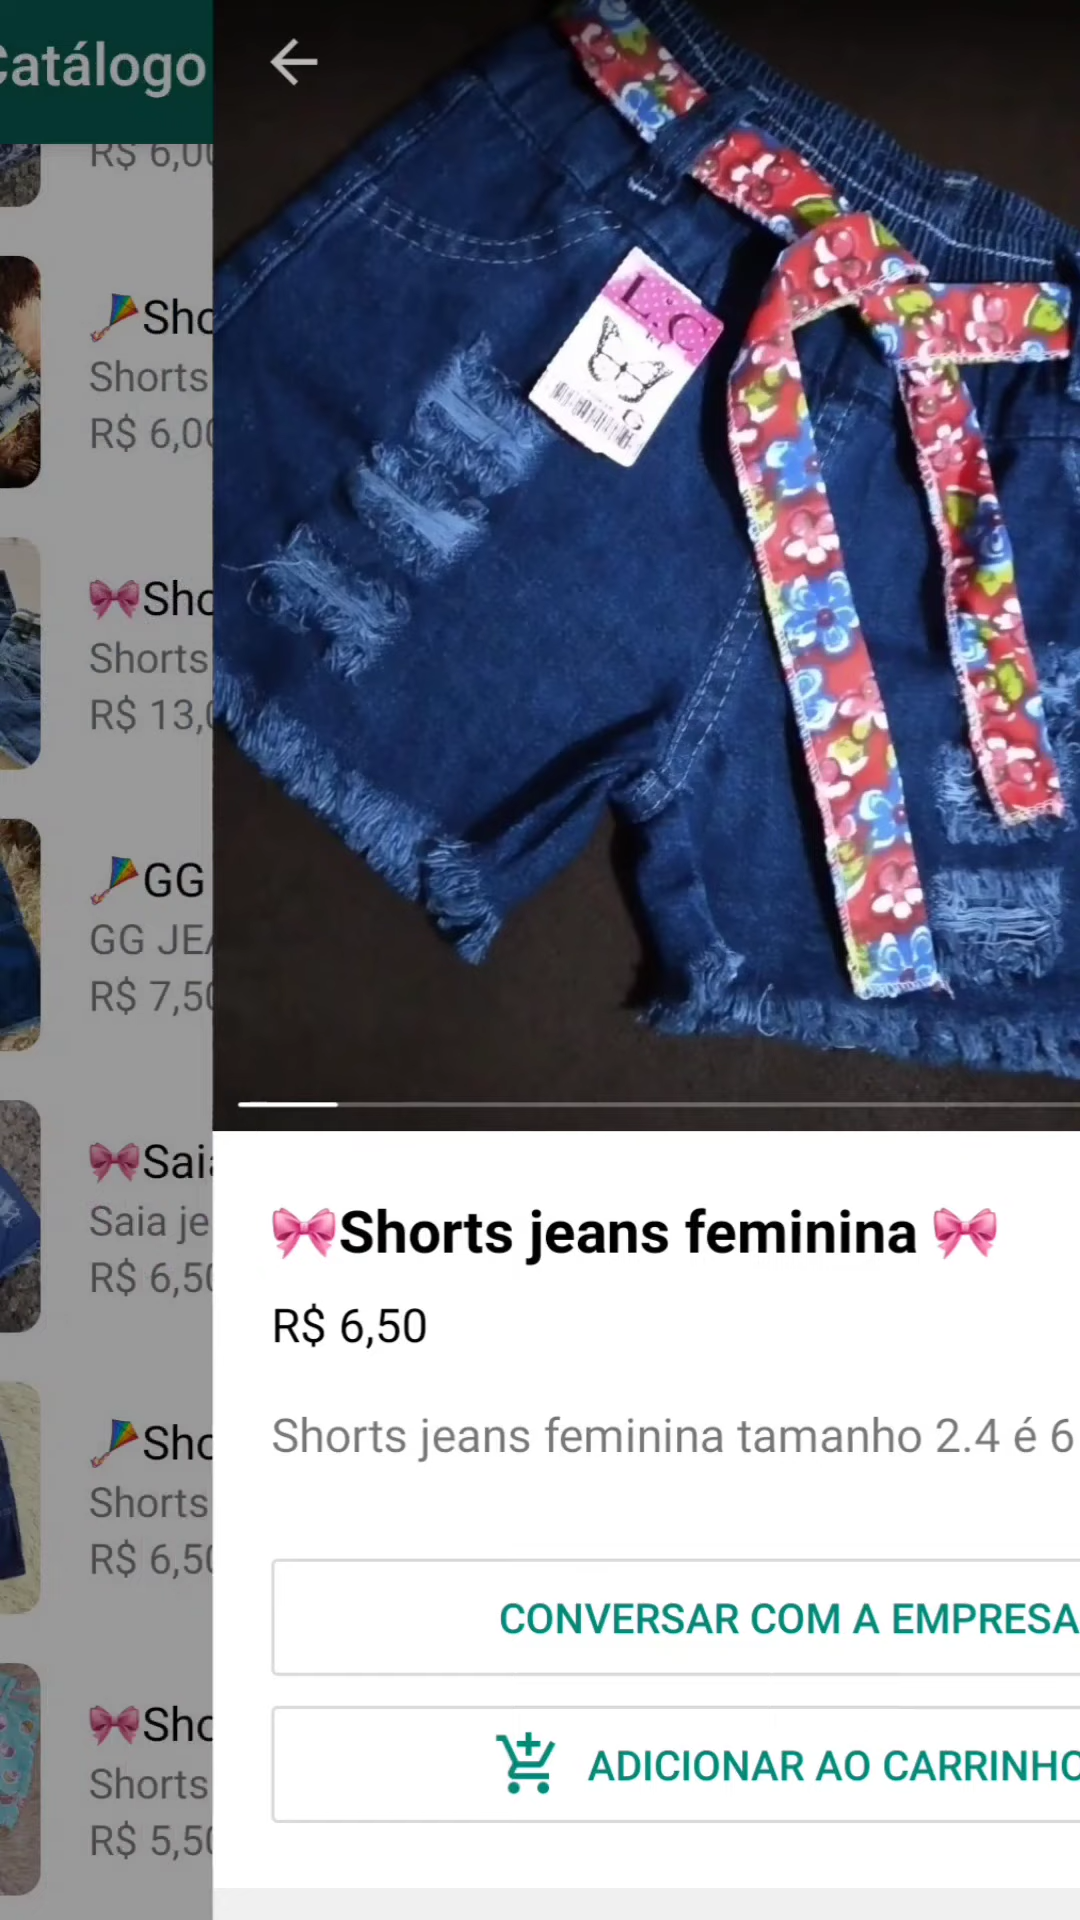 Catálogo
R$ 6,00
🪁Sho
Shorts
R$ 6,00
🎀Sho
Shorts
R$ 13,0
🪁GG
GG JEA
R$ 7,50
🎀Saia
Saia je
R$ 6,50
🪁Sho
Shorts
R$ 6,50
🎀Sho
Shorts
R$ 5,50
L.C
G
🎀Shorts jeans feminina 🎀
R$ 6,50
Shorts jeans feminina tamanho 2.4 é 6
CONVERSAR COM A EMPRESA
ADICIONAR AO CARRINHO